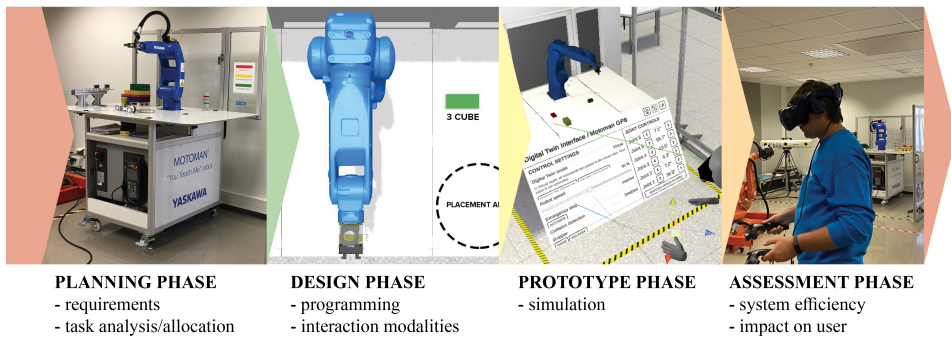 MOTOMAN
"You Teach Me" robot
YASKAWA
SICK
3 CUBE
PLACEMENT A
Digital Twin Interface / Motoman GP8
CONTROL SETTINGS
JOINT CONTROLS
Digital Twin mode
Robot speed
Emergency stop
Collision detection
Gripper
PLANNING PHASE
- requirements
- task analysis/allocation
DESIGN PHASE
- programming
- interaction modalities
PROTOTYPE PHASE
- simulation
ASSESSMENT PHASE
- system efficiency
- impact on user